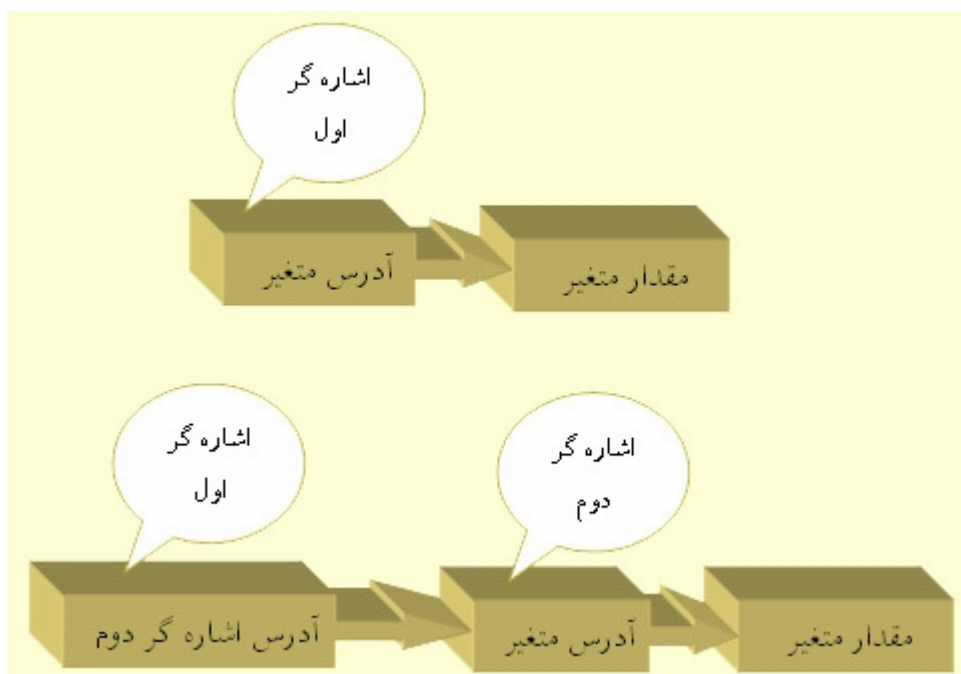 اشاره گر
اول
آدرس متغیر
مقدار متغیر
اشاره گر
اول
اشاره گر
دوم
آدرس اشاره گر دوم
آدرس متغیر
مقدار متغیر